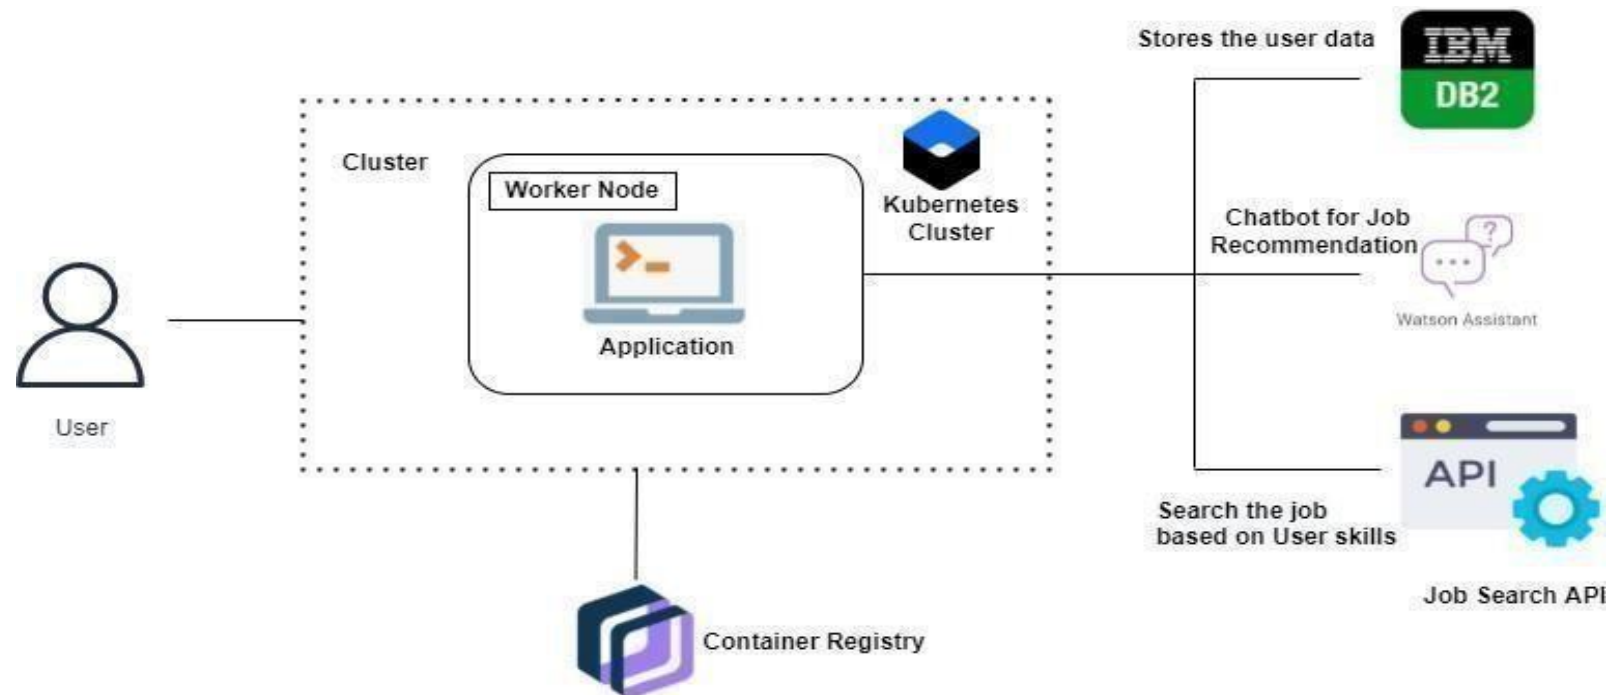 Stores the user data
IBM
DB2
Cluster
Worker Node
Kubernetes
Cluster
Application
Chatbot for Job
Recommendation
?
Watson Assistant
User
API
Search the job
based on User skills
Job Search API
Container Registry